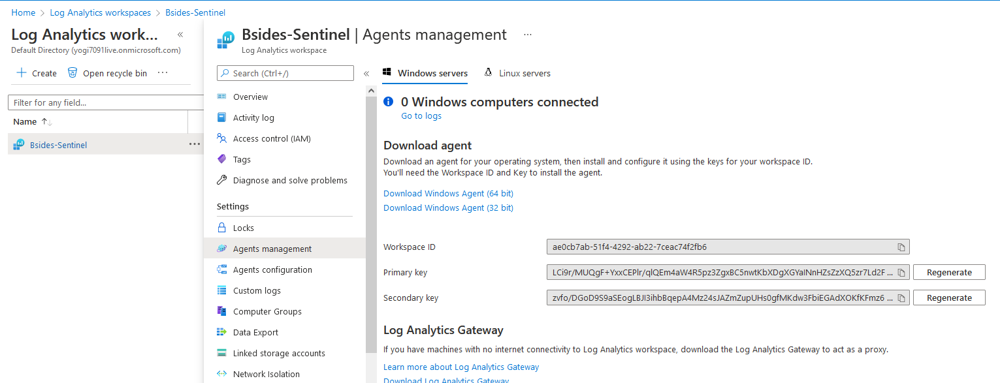 Home > Log Analytics workspaces > Bsides-Sentinel
Log Analytics work... «
Default Directory (yogi7091live.onmicrosoft.com)
+ Create Open recycle bin ...
Filter for any field...
Name ↑↓
Bsides-Sentinel ...
Bsides-Sentinel | Agents management ...
Log Analytics workspace
Search (Ctrl+/) «
Overview
Activity log
Access control (IAM)
Tags
Diagnose and solve problems
Settings
Locks
Agents management
Agents configuration
Custom logs
Computer Groups
Data Export
Linked storage accounts
Network Isolation
Windows servers Linux servers
0 Windows computers connected
Go to logs
Download agent
Download an agent for your operating system, then install and configure it using the keys for your workspace ID.
You'll need the Workspace ID and Key to install the agent.
Download Windows Agent (64 bit)
Download Windows Agent (32 bit)
Workspace ID ae0cb7ab-51f4-4292-ab22-7ceac74f2fb6
Primary key LCi9r/MUQgF+YxxCEPlr/qlQEm4aW4R5pz3ZgxBC5nwtKbXDgXGYaINnHZsZzXQ5zr7Ld2F ... Regenerate
Secondary key zvfo/DGoD9S9aSEogLBJI3ihbBqepA4Mz24sJAZmZupUHs0gfMKdw3FbiEGAdXOKfKFmz6 ... Regenerate
Log Analytics Gateway
If you have machines with no internet connectivity to Log Analytics workspace, download the Log Analytics Gateway to act as a proxy.
Learn more about Log Analytics Gateway
Download Log Analytics Gateway